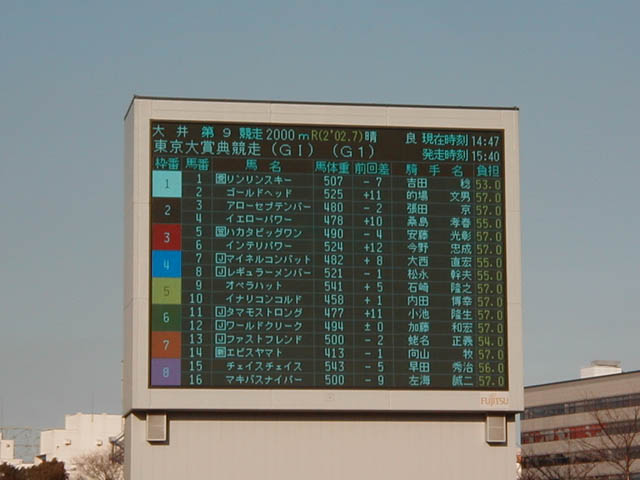 大井 第 9 競走 2000m R(2'02.7) 晴 良 現在時刻 14:47
東京大賞典競走 (GⅠ) (G1) 発走時刻 15:40
枠番 馬番 馬名 馬体重 前回差 騎手名 負担
1 1 リンリンスキー 507 - 7 吉田 稔 53.0
2 ゴールドヘッド 525 +11 的場 文男 57.0
2 3 アローセプテンバー 480 - 2 張田 京 57.0
4 イエローパワー 478 +10 桑島 孝春 55.0
3 5 ハカタビッグワン 490 - 4 安藤 光彰 57.0
6 インテリパワー 524 +12 今野 忠成 57.0
4 7 J マイネルコンバット 482 + 8 大西 直宏 55.0
8 J レギュラーメンバー 521 - 1 松永 幹夫 55.0
5 9 オペラハット 541 + 5 石崎 隆之 57.0
10 イナリコンコルド 458 + 1 内田 博幸 57.0
6 11 J タマモストロング 477 +11 小池 隆生 57.0
12 J ワールドクリーク 494 ± 0 加藤 和宏 57.0
7 13 J ファストフレンド 500 - 2 蛯名 正義 54.0
14 エビスヤマト 413 - 1 向山 牧 57.0
8 15 チェイスチェイス 543 - 5 早田 秀治 56.0
16 マキバスナイパー 500 - 9 左海 誠二 57.0
FUJITSU